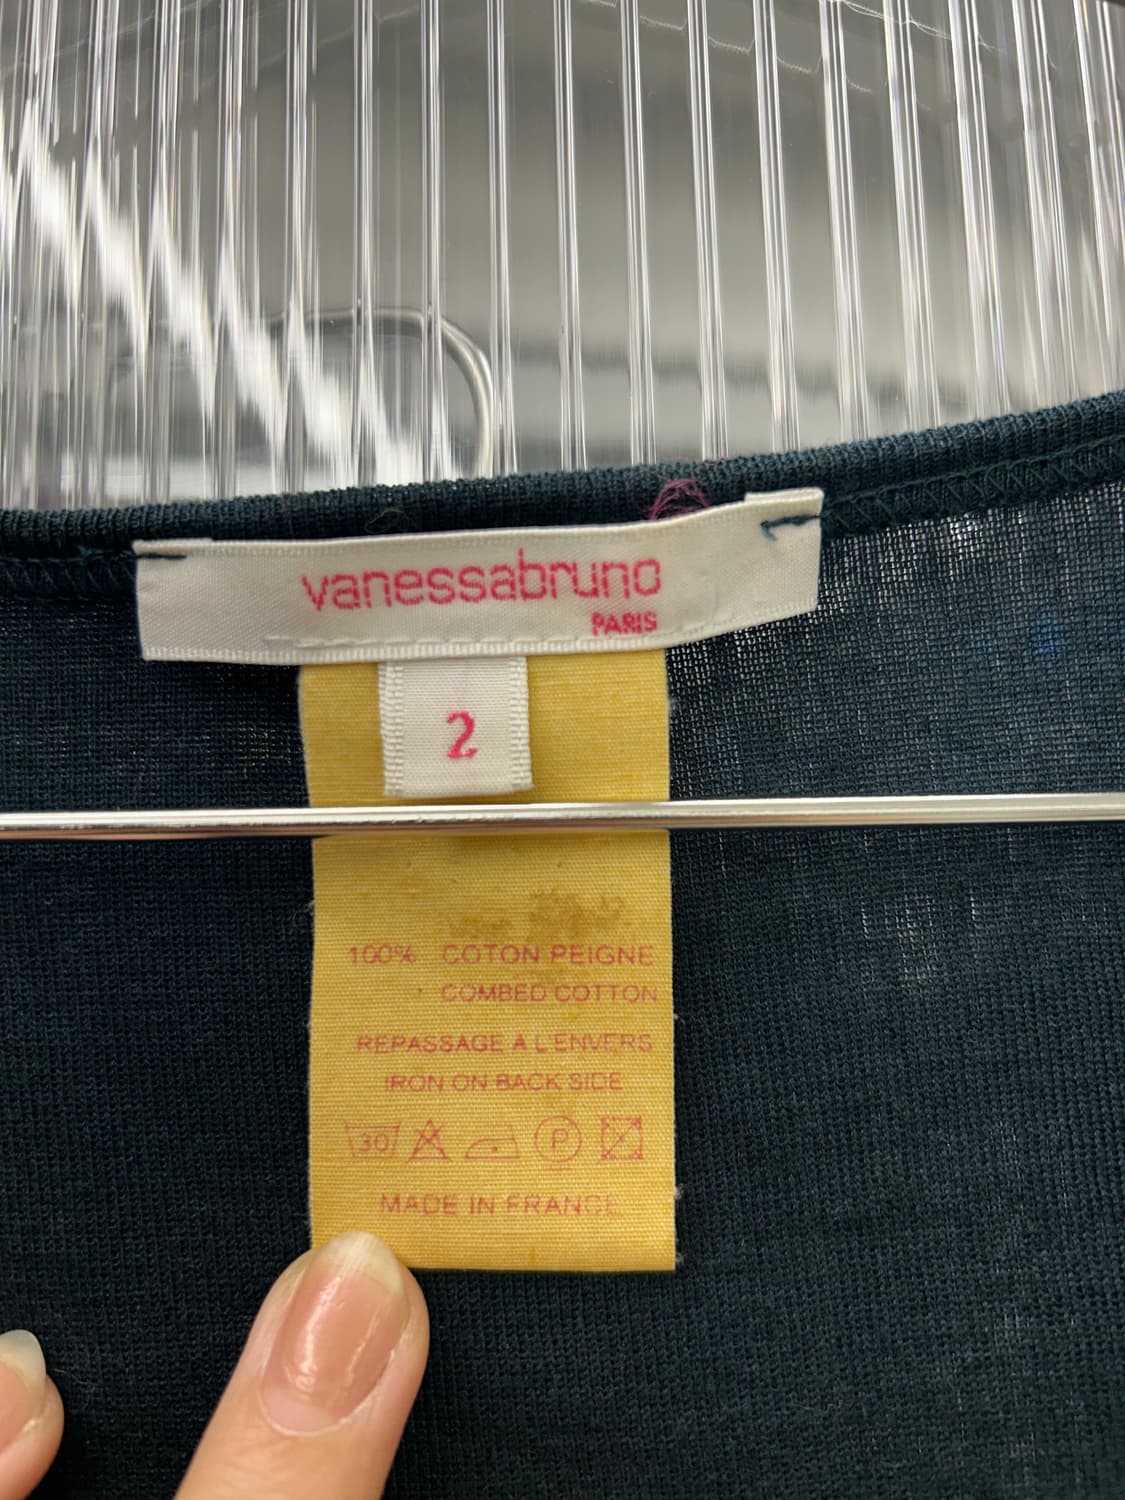 vanessabruno
PARIS
2
100% COTON PEIGNE
COMBED COTTON
REPASSAGE A L'ENVERS
IRON ON BACK SIDE
30 P
MADE IN FRANCE